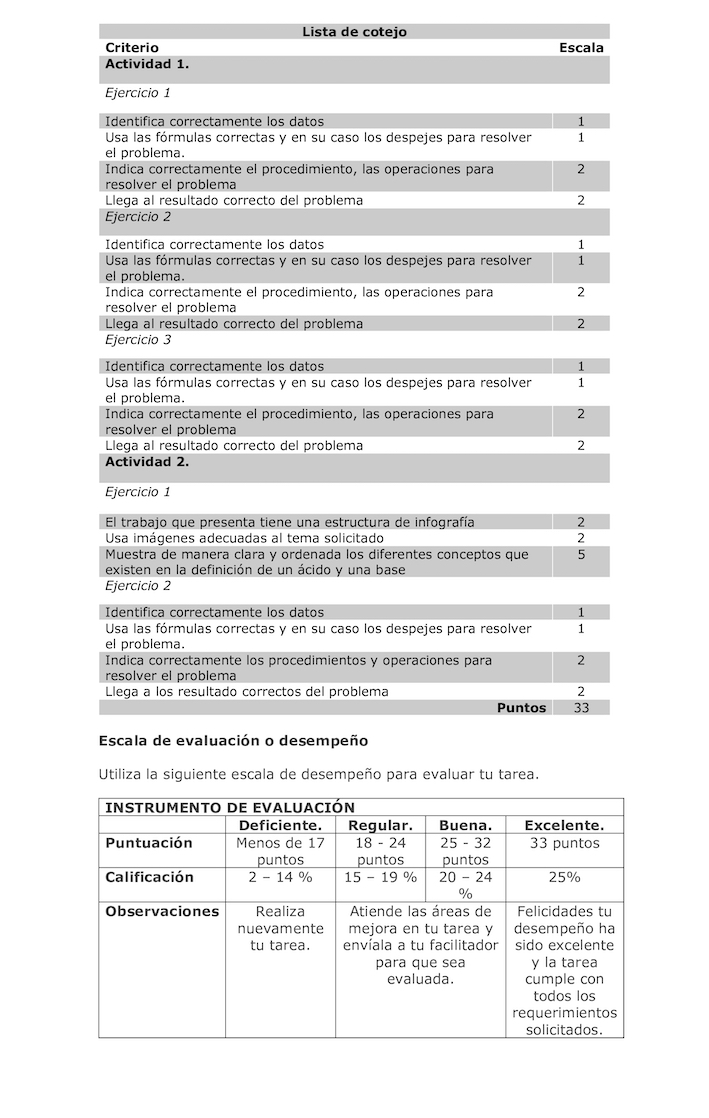 Lista de cotejo
Criterio Escala
Actividad 1.
Ejercicio 1
Identifica correctamente los datos 1
Usa las fórmulas correctas y en su caso los despejes para resolver 1
el problema.
Indica correctamente el procedimiento, las operaciones para 2
resolver el problema
Llega al resultado correcto del problema 2
Ejercicio 2
Identifica correctamente los datos 1
Usa las fórmulas correctas y en su caso los despejes para resolver 1
el problema.
Indica correctamente el procedimiento, las operaciones para 2
resolver el problema
Llega al resultado correcto del problema 2
Ejercicio 3
Identifica correctamente los datos 1
Usa las fórmulas correctas y en su caso los despejes para resolver 1
el problema.
Indica correctamente el procedimiento, las operaciones para 2
resolver el problema
Llega al resultado correcto del problema 2
Actividad 2.
Ejercicio 1
El trabajo que presenta tiene una estructura de infografía 2
Usa imágenes adecuadas al tema solicitado 2
Muestra de manera clara y ordenada los diferentes conceptos que 5
existen en la definición de un ácido y una base
Ejercicio 2
Identifica correctamente los datos 1
Usa las fórmulas correctas y en su caso los despejes para resolver 1
el problema.
Indica correctamente los procedimientos y operaciones para 2
resolver el problema
Llega a los resultado correctos del problema 2
Puntos 33
Escala de evaluación o desempeño
Utiliza la siguiente escala de desempeño para evaluar tu tarea.
INSTRUMENTO DE EVALUACIÓN
Deficiente. Regular. Buena. Excelente.
Puntuación Menos de 17 18 - 24 25 - 32 33 puntos
puntos puntos puntos
Calificación 2 – 14 % 15 – 19 % 20 – 24 25%
%
Observaciones Realiza Atiende las áreas de Felicidades tu
nuevamente mejora en tu tarea y desempeño ha
tu tarea. envíala a tu facilitador sido excelente
para que sea y la tarea
evaluada. cumple con
todos los
requerimientos
solicitados.